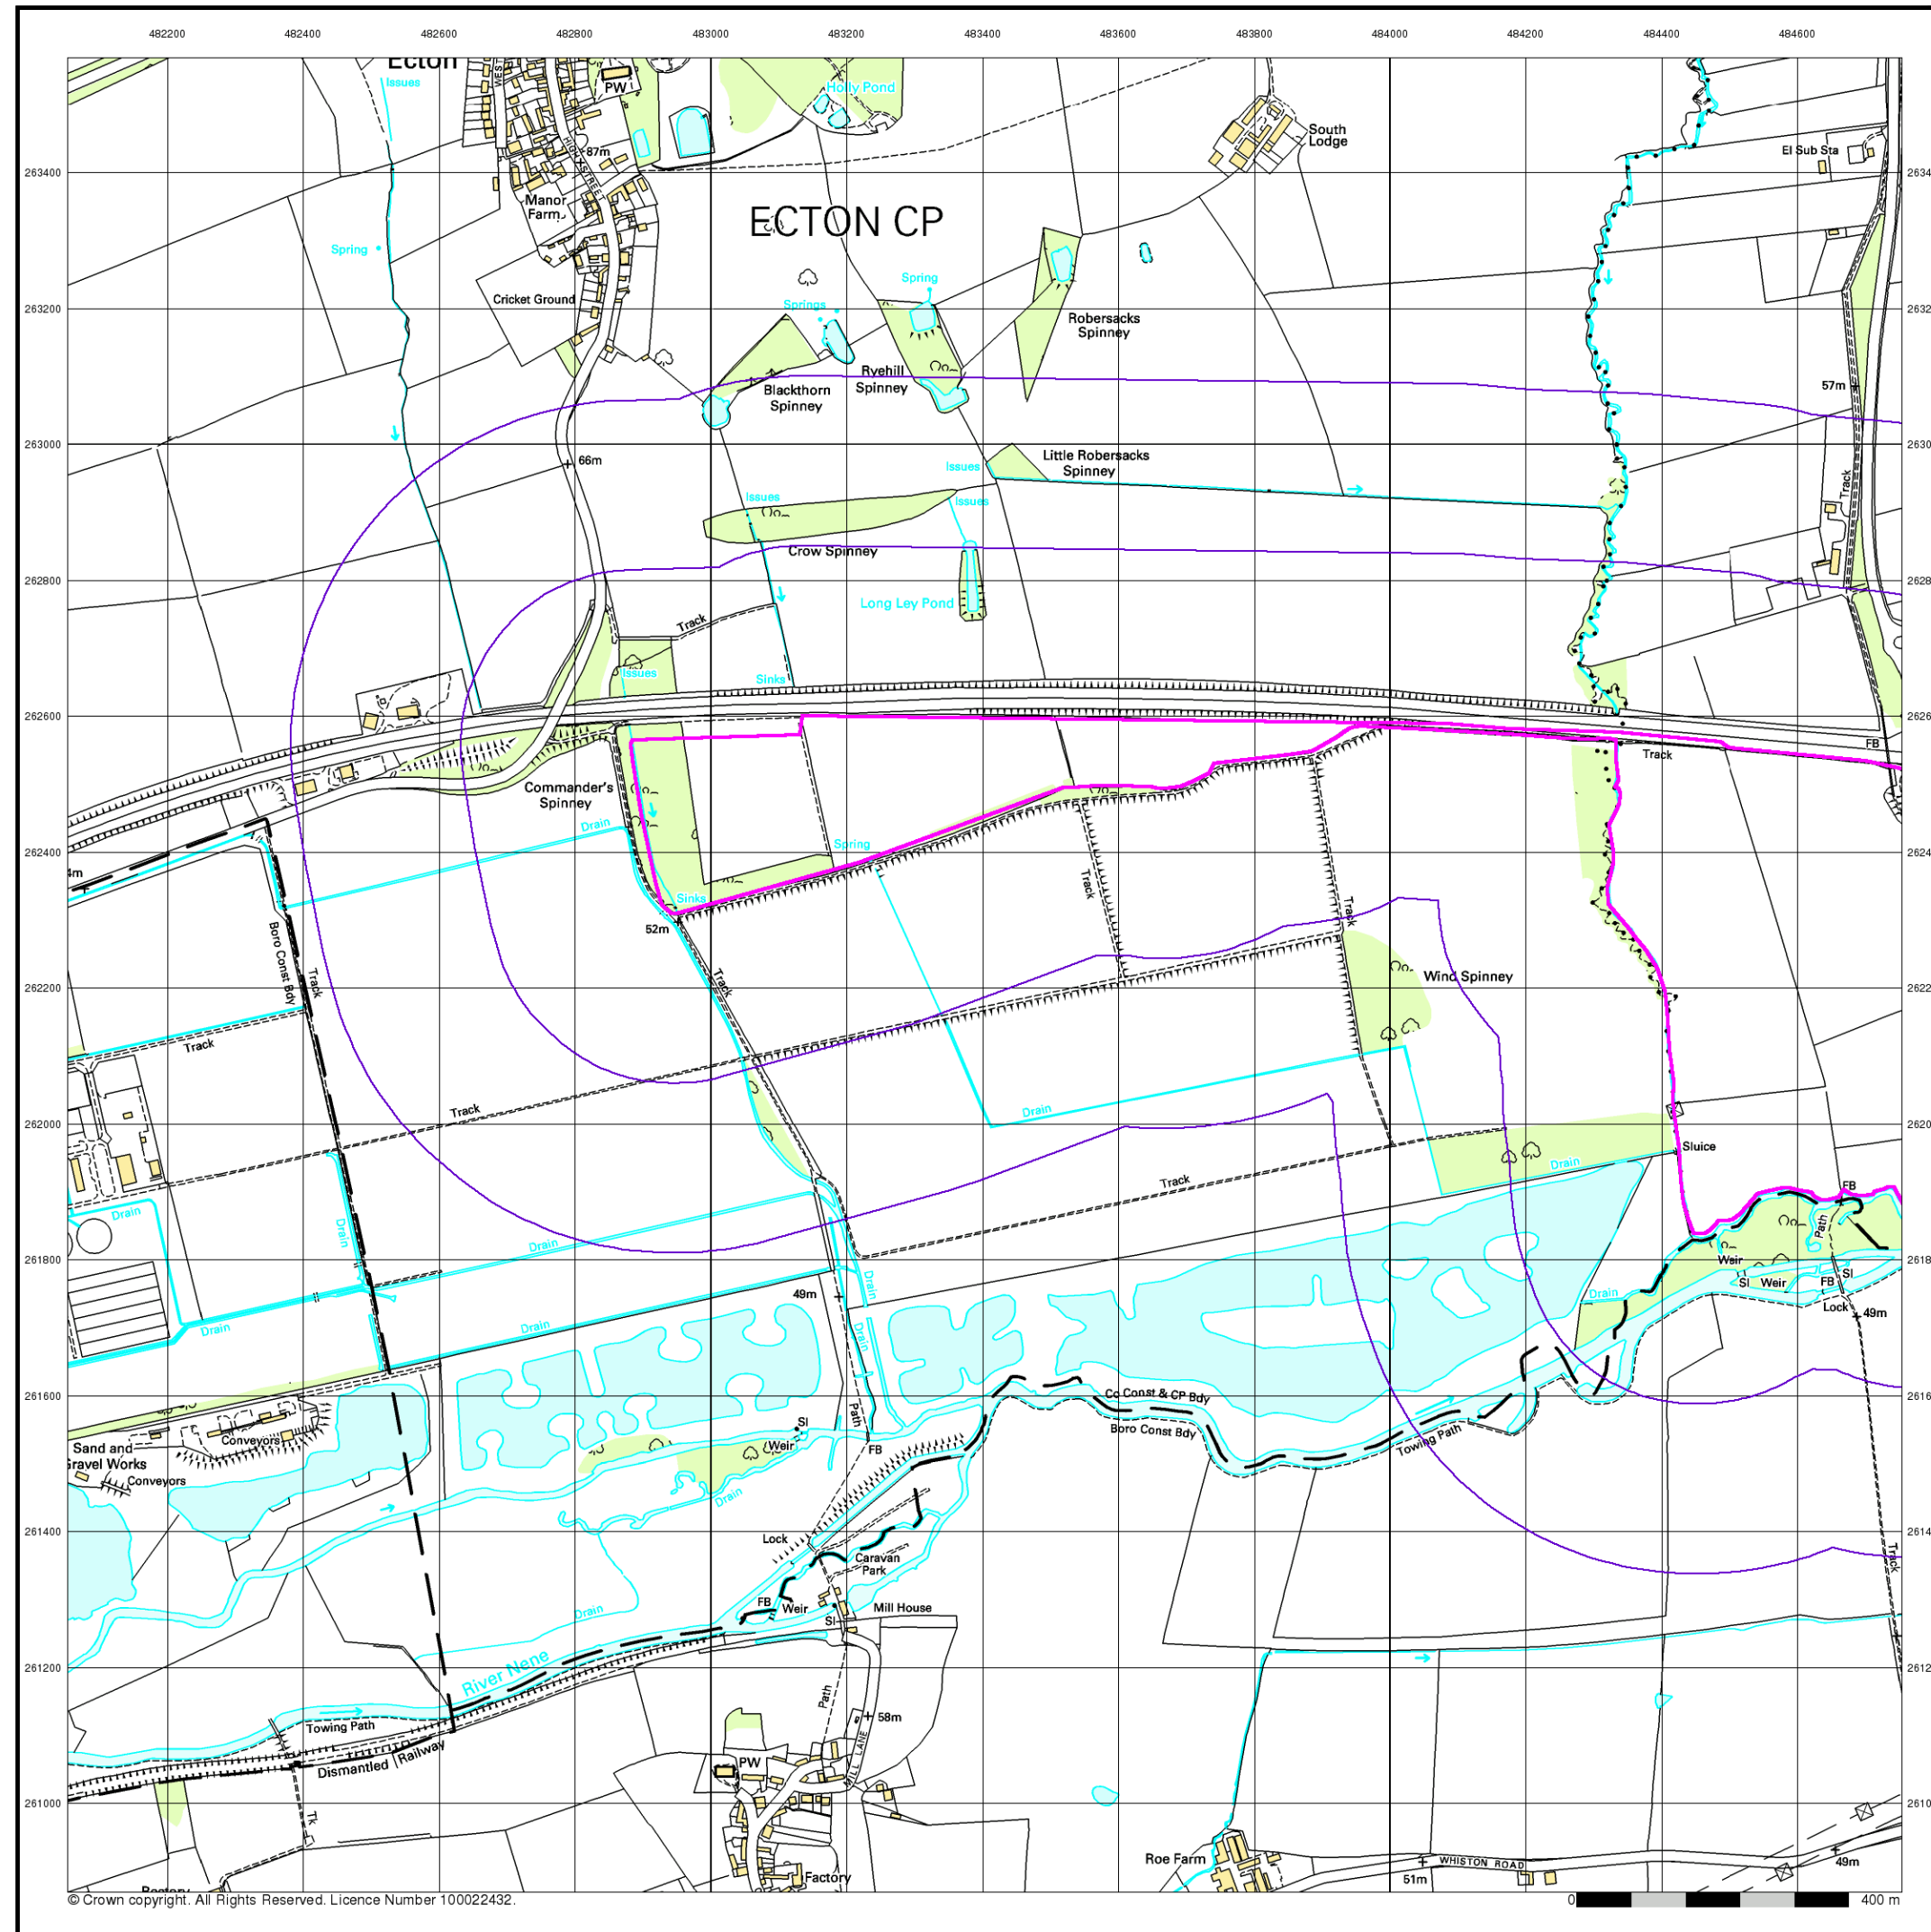 482200 482400 482600 482800 483000 483200 483400 483600 483800 484000 484200 484400 484600
Ecton
Issues
WEST
PW
Holly Pond
South
Lodge
El Sub Sta
87m
HIGH STREET
263400
Manor
Farm
ECTON CP
Spring
Spring
Cricket Ground
Springs
263200
Robersacks
Spinney
Ryehill
Spinney
Blackthorn
Spinney
57m
263000
66m
Little Robersacks
Spinney
Issues
Issues
Issues
Track
Crow Spinney
262800
Long Ley Pond
Track
Issues
Sinks
262600
FB
Track
Commander's
Spinney
Drain
Spring
262400
4m
Track
Sinks
52m
Track
Boro Const Bdy
Track
Track
Wind Spinney
262200
Track
Track
Drain
262000
Sluice
Drain
Track
FB
Drain
Drain
Drain
Path
Weir
261800
Drain
SI
Weir
FB
SI
49m
Drain
Lock
49m
Drain
Drain
Drain
261600
Co Const & CP Bdy
Boro Const Bdy
Path
SI
Towing Path
Conveyors
Weir
FB
Sand and
Gravel Works
Conveyors
Drain
261400
Lock
Caravan
Park
Track
FB
Weir
Mill House
SI
Drain
261200
River Nene
Path
Towing Path
58m
Dismantled Railway
MILL LANE
PW
261000
Tk
Roe Farm
WHISTON ROAD
49m
Factory
51m
© Crown copyright. All Rights Reserved. Licence Number 100022432.
0 400 m